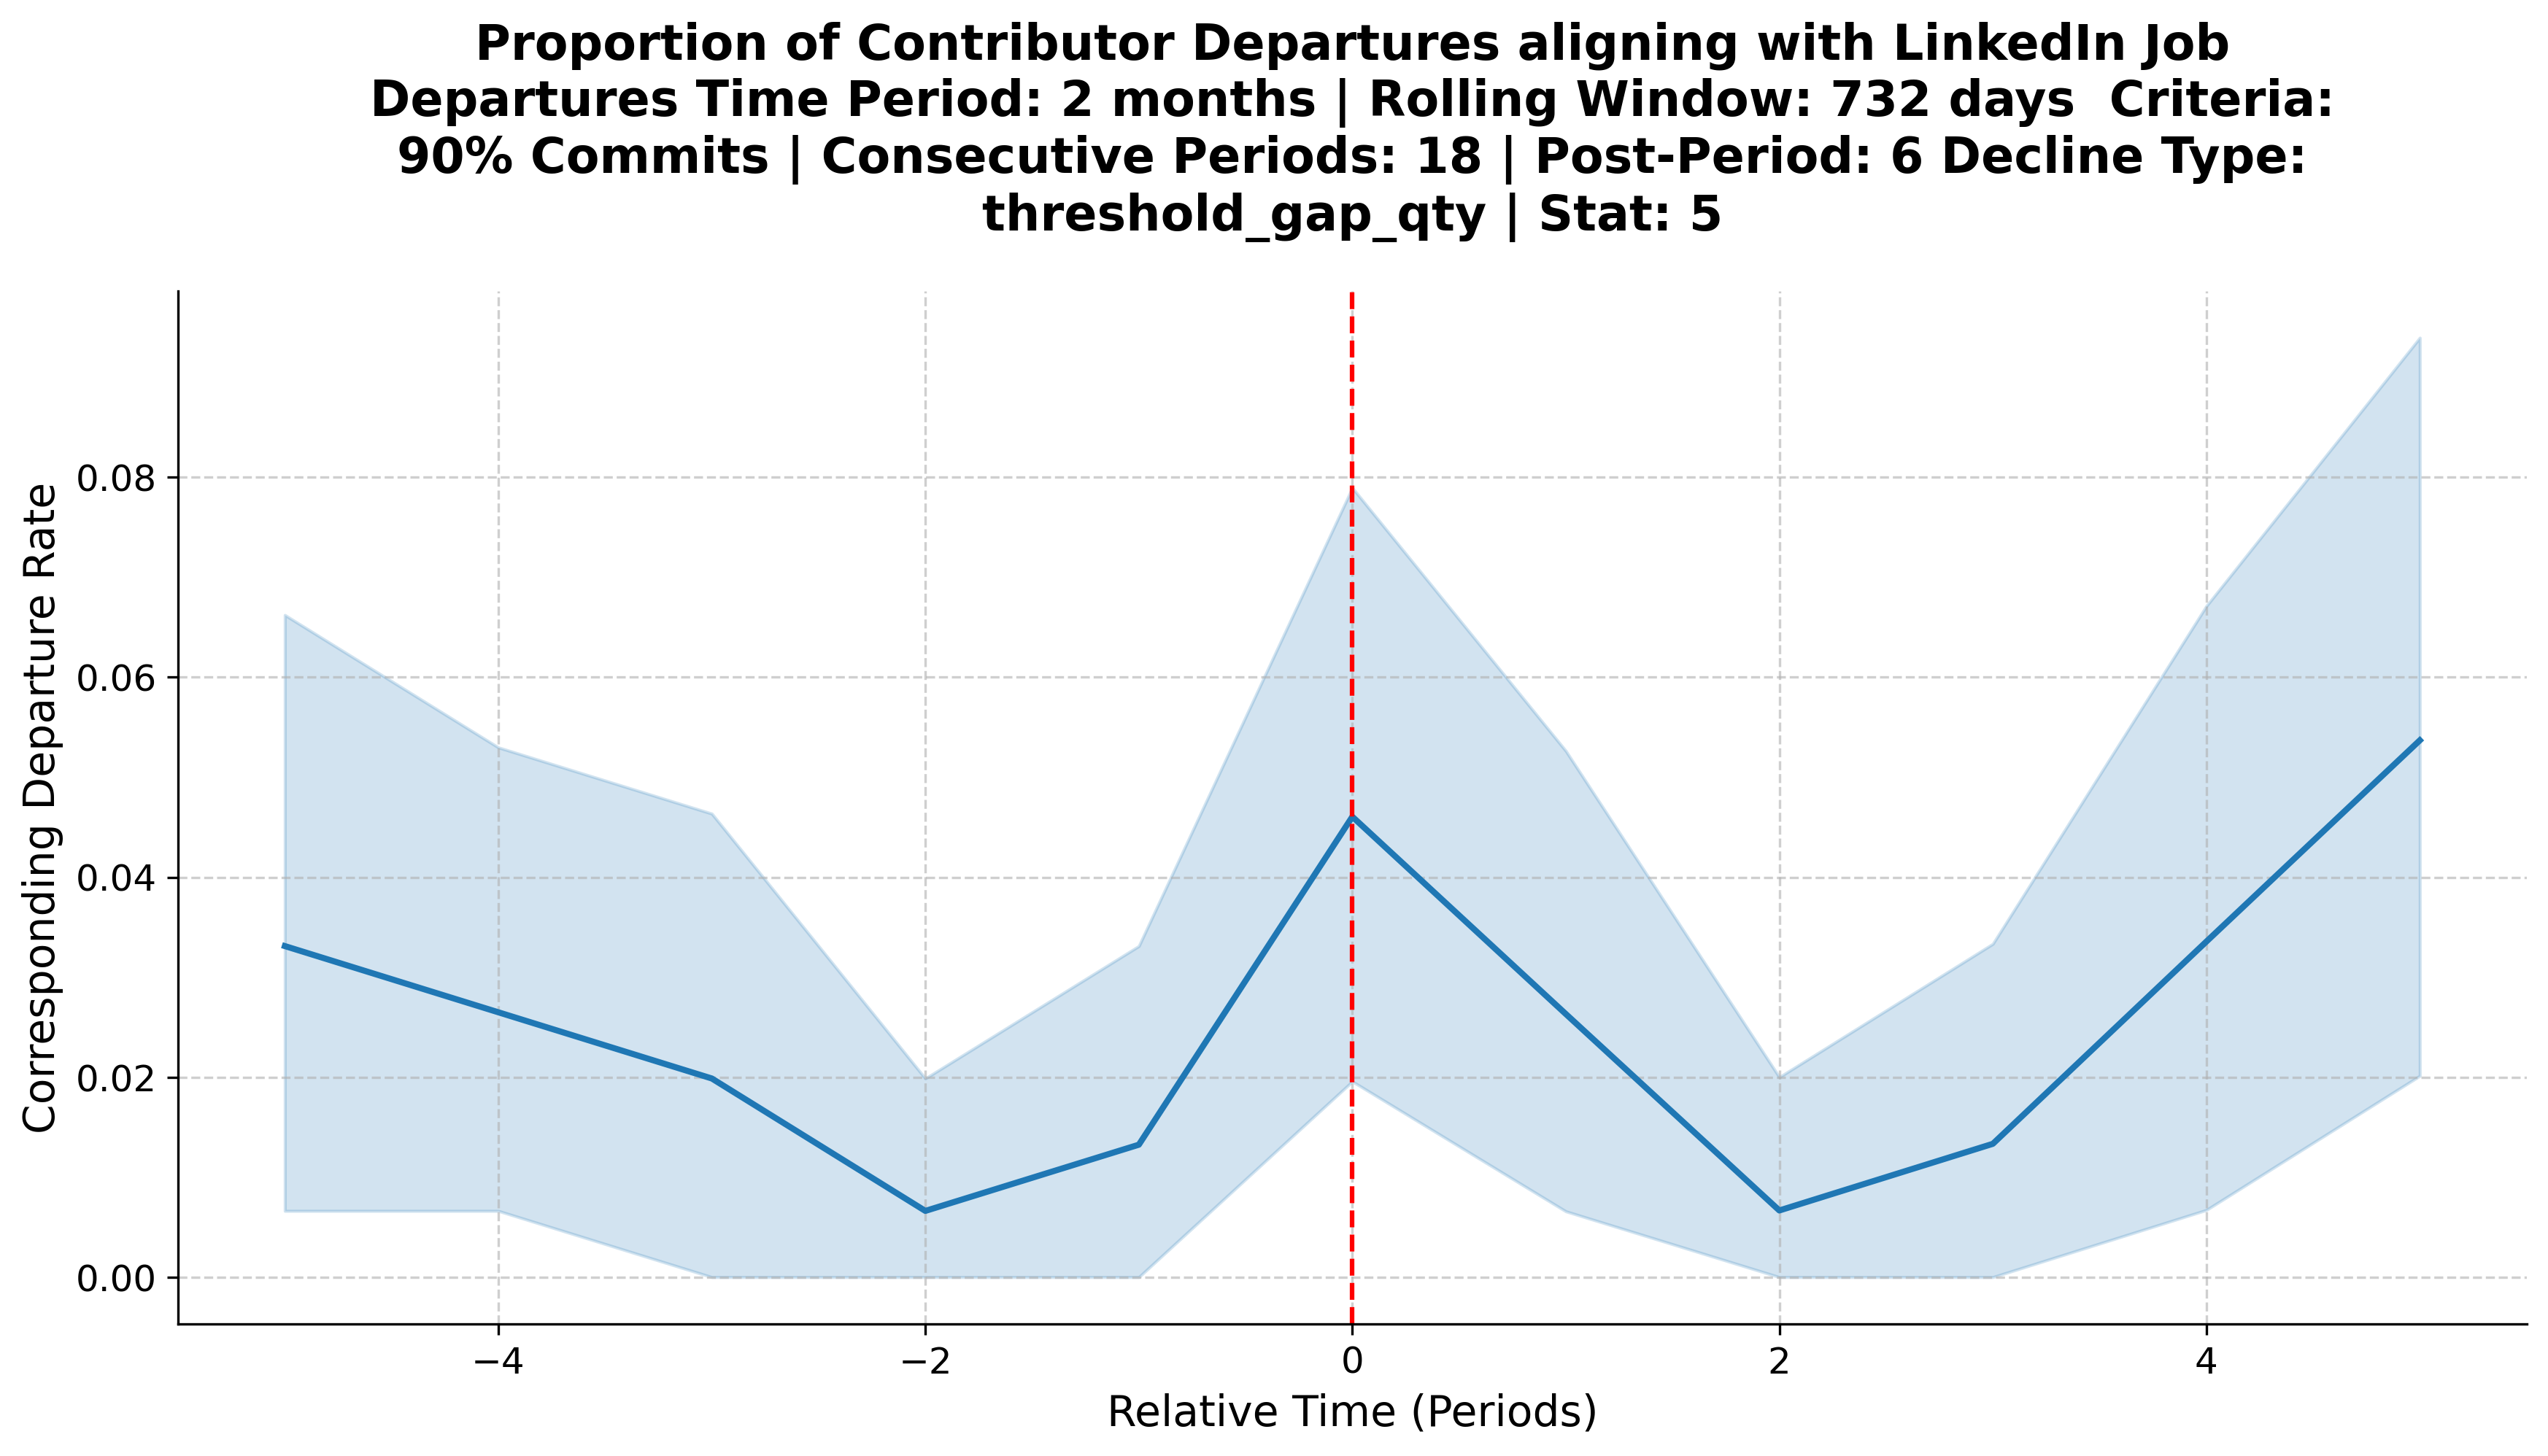 Proportion of Contributor Departures aligning with LinkedIn Job
Departures Time Period: 2 months | Rolling Window: 732 days  Criteria:
90% Commits | Consecutive Periods: 18 | Post-Period: 6 Decline Type:
threshold_gap_qty | Stat: 5
Corresponding Departure Rate
0.08
0.06
0.04
0.02
0.00
−4
−2
0
2
4
Relative Time (Periods)